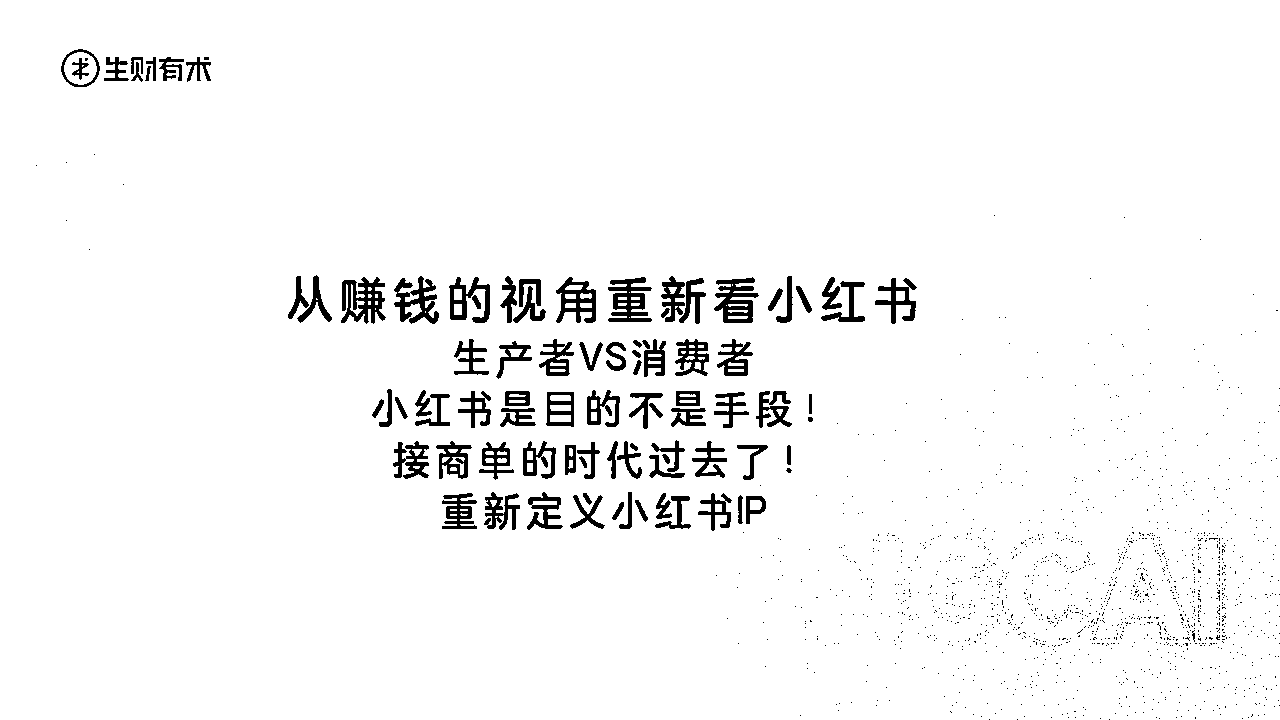 生财有术
从赚钱的视角重新看小红书
生产者VS消费者
小红书是目的不是手段！
接商单的时代过去了！
重新定义小红书IP
NGCAI